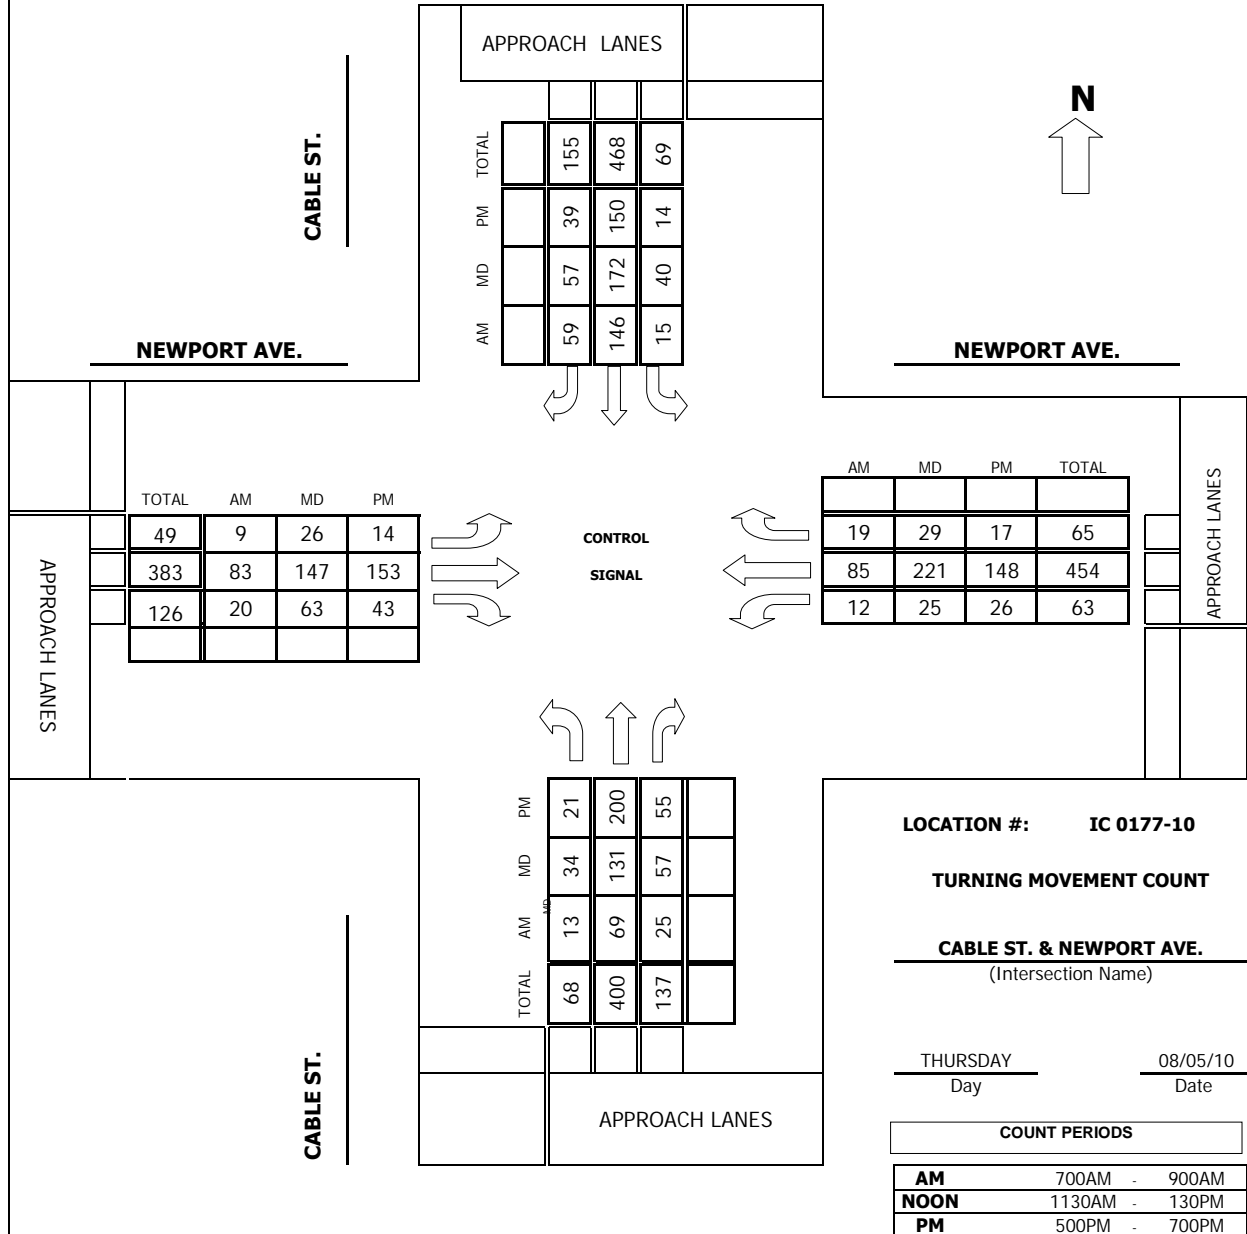 APPROACH LANES
N
CABLE ST.
TOTAL 155 468 69
PM 39 150 14
MD 57 172 40
AM 59 146 15
NEWPORT AVE.
NEWPORT AVE.
AM MD PM TOTAL
19 29 17 65
85 221 148 454
12 25 26 63
APPROACH LANES
TOTAL AM MD PM
49 9 26 14
383 83 147 153
126 20 63 43
APPROACH LANES
CONTROL
SIGNAL
PM 21 200 55
MD 34 131 57
MD
AM 13 69 25
TOTAL 68 400 137
CABLE ST.
APPROACH LANES
LOCATION #: IC 0177-10
TURNING MOVEMENT COUNT
CABLE ST. & NEWPORT AVE.
(Intersection Name)
THURSDAY 08/05/10
Day Date
COUNT PERIODS
AM 700AM - 900AM
NOON 1130AM - 130PM
PM 500PM - 700PM